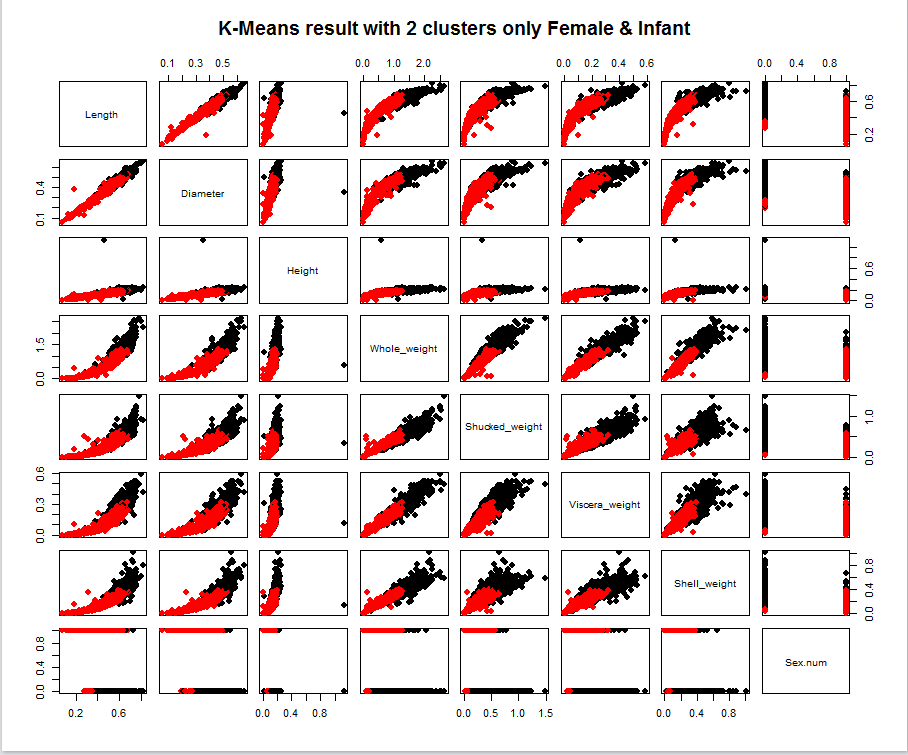 K-Means result with 2 clusters only Female & Infant
0.1 0.3 0.5 0.0 1.0 2.0 0.0 0.2 0.4 0.6 0.0 0.4 0.8
Length
0.2 0.6
Diameter
0.1 0.4
Height
0.0 0.6
Whole_weight
0.0 1.5
Shucked_weight
0.0 1.0
Viscera_weight
0.0 0.3 0.6
Shell_weight
0.0 0.4 0.8
Sex.num
0.0 0.4 0.8
0.2 0.6 0.0 0.4 0.8 0.0 0.5 1.0 1.5 0.0 0.4 0.8